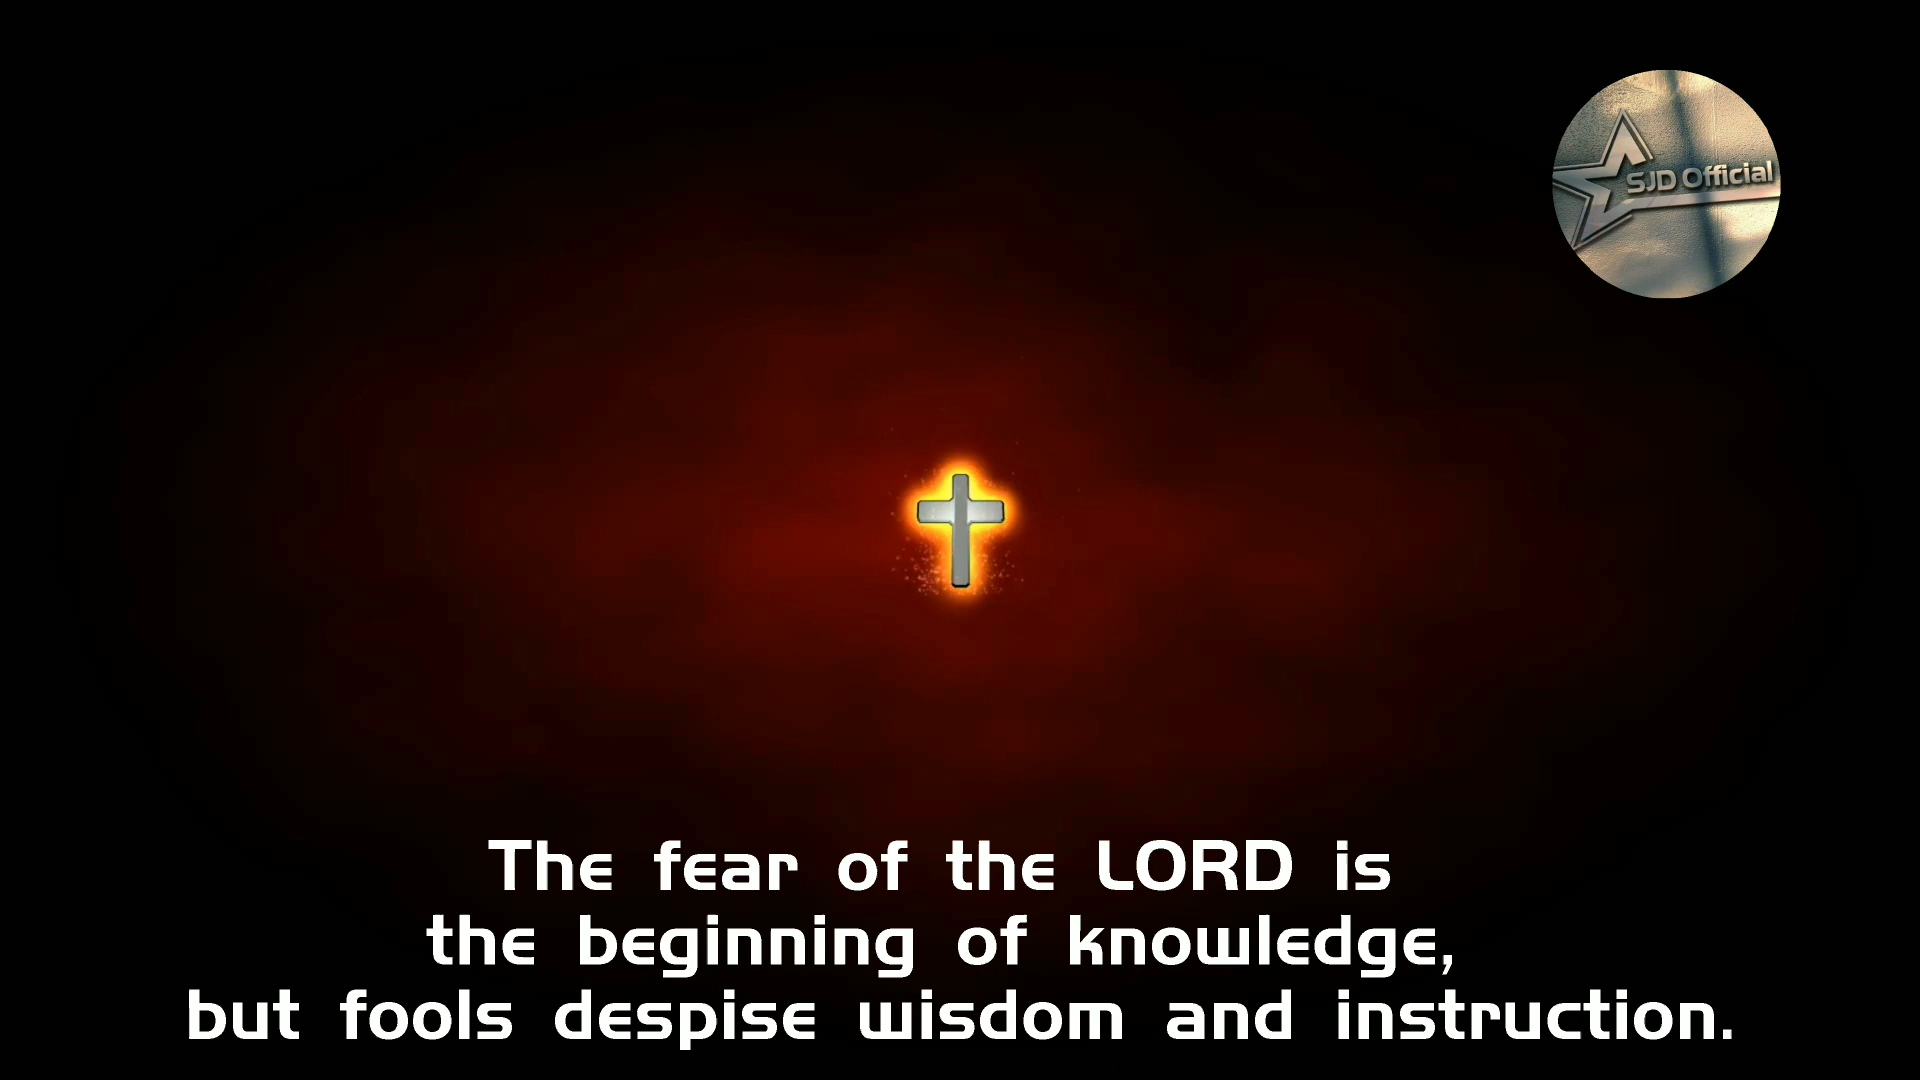 SJD Official
The fear of the LORD is
the beginning of knowledge,
but fools despise wisdom and instruction.